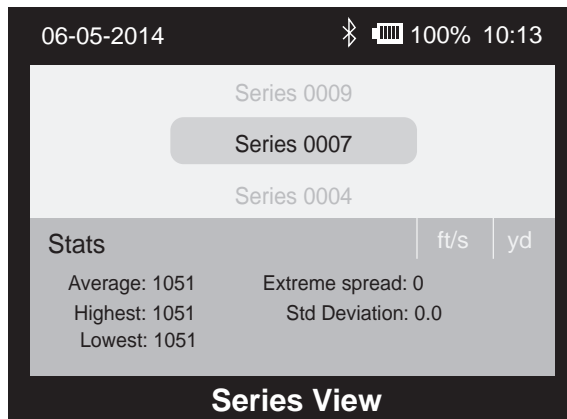 06-05-2014 100% 10:13
Series 0009
Series 0007
Series 0004
Stats ft/s yd
Average: 1051 Extreme spread: 0
Highest: 1051 Std Deviation: 0.0
Lowest: 1051
Series View